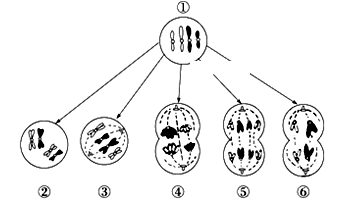 ①
② ③ ④ ⑤ ⑥